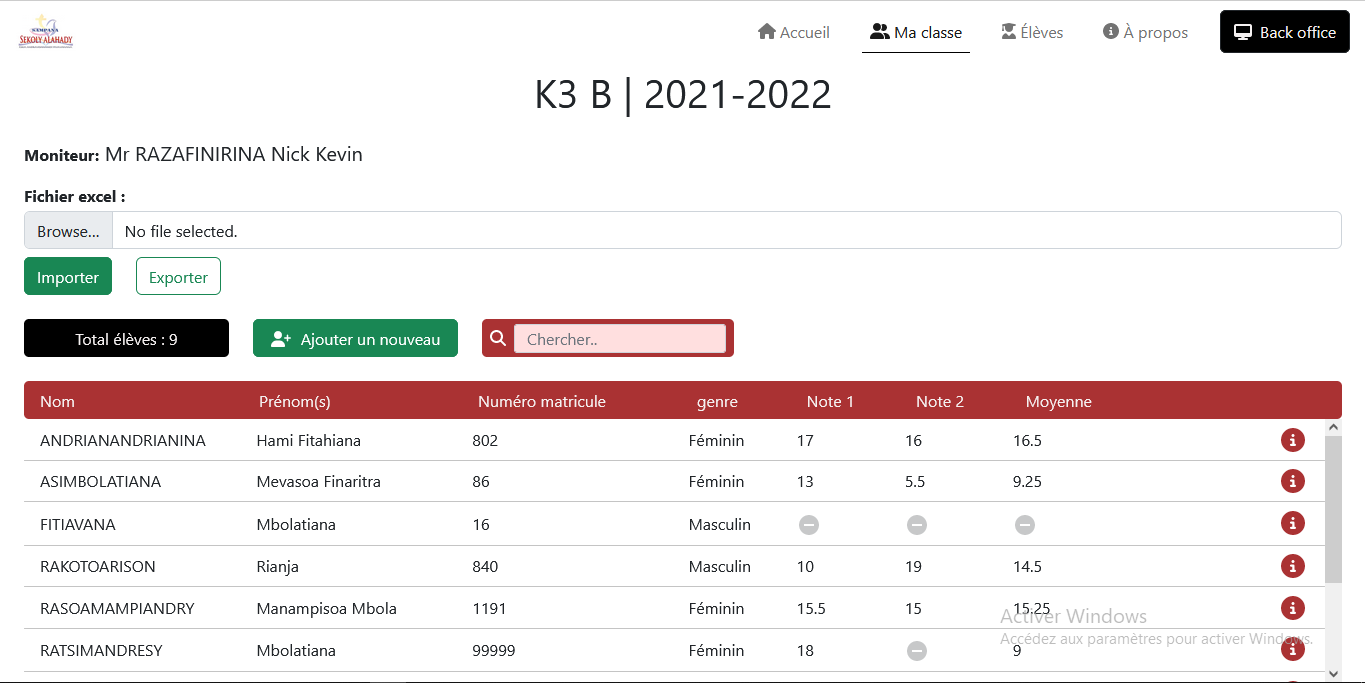 SAMPANA
SEKOLY ALAHADY
Accueil
Ma classe
Élèves
À propos
Back office
K3 B | 2021-2022
Moniteur: Mr RAZAFINIRINA Nick Kevin
Fichier excel :
Browse... No file selected.
Importer Exporter
Total élèves : 9 Ajouter un nouveau Chercher..
Nom Prénom(s) Numéro matricule genre Note 1 Note 2 Moyenne
ANDRIANANDRIANINA Hami Fitahiana 802 Féminin 17 16 16.5
ASIMBOLATIANA Mevasoa Finaritra 86 Féminin 13 5.5 9.25
FITIAVANA Mbolatiana 16 Masculin
RAKOTOARISON Rianja 840 Masculin 10 19 14.5
RASOAMAMPIANDRY Manampisoa Mbola 1191 Féminin 15.5 15 15.25
RATSIMANDRESY Mbolatiana 99999 Féminin 18 9
Activer Windows
Accédez aux paramètres pour activer Windows.